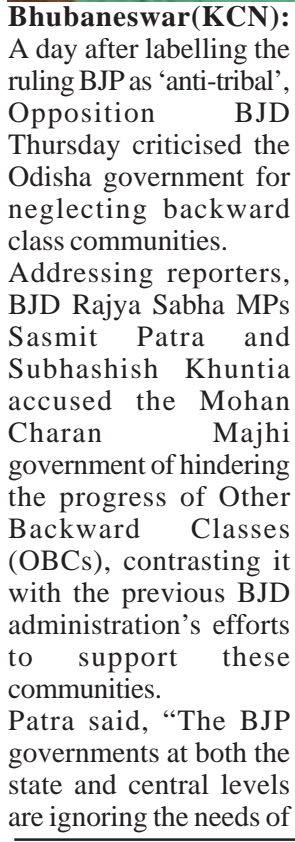 Bhubaneswar(KCN):
A day after labelling the
ruling BJP as ‘anti-tribal’,
Opposition BJD
Thursday criticised the
Odisha government for
neglecting backward
class communities.
Addressing reporters,
BJD Rajya Sabha MPs
Sasmit Patra and
Subhashish Khuntia
accused the Mohan
Charan Majhi
government of hindering
the progress of Other
Backward Classes
(OBCs), contrasting it
with the previous BJD
administration’s efforts
to support these
communities.
Patra said, “The BJP
governments at both the
state and central levels
are ignoring the needs of